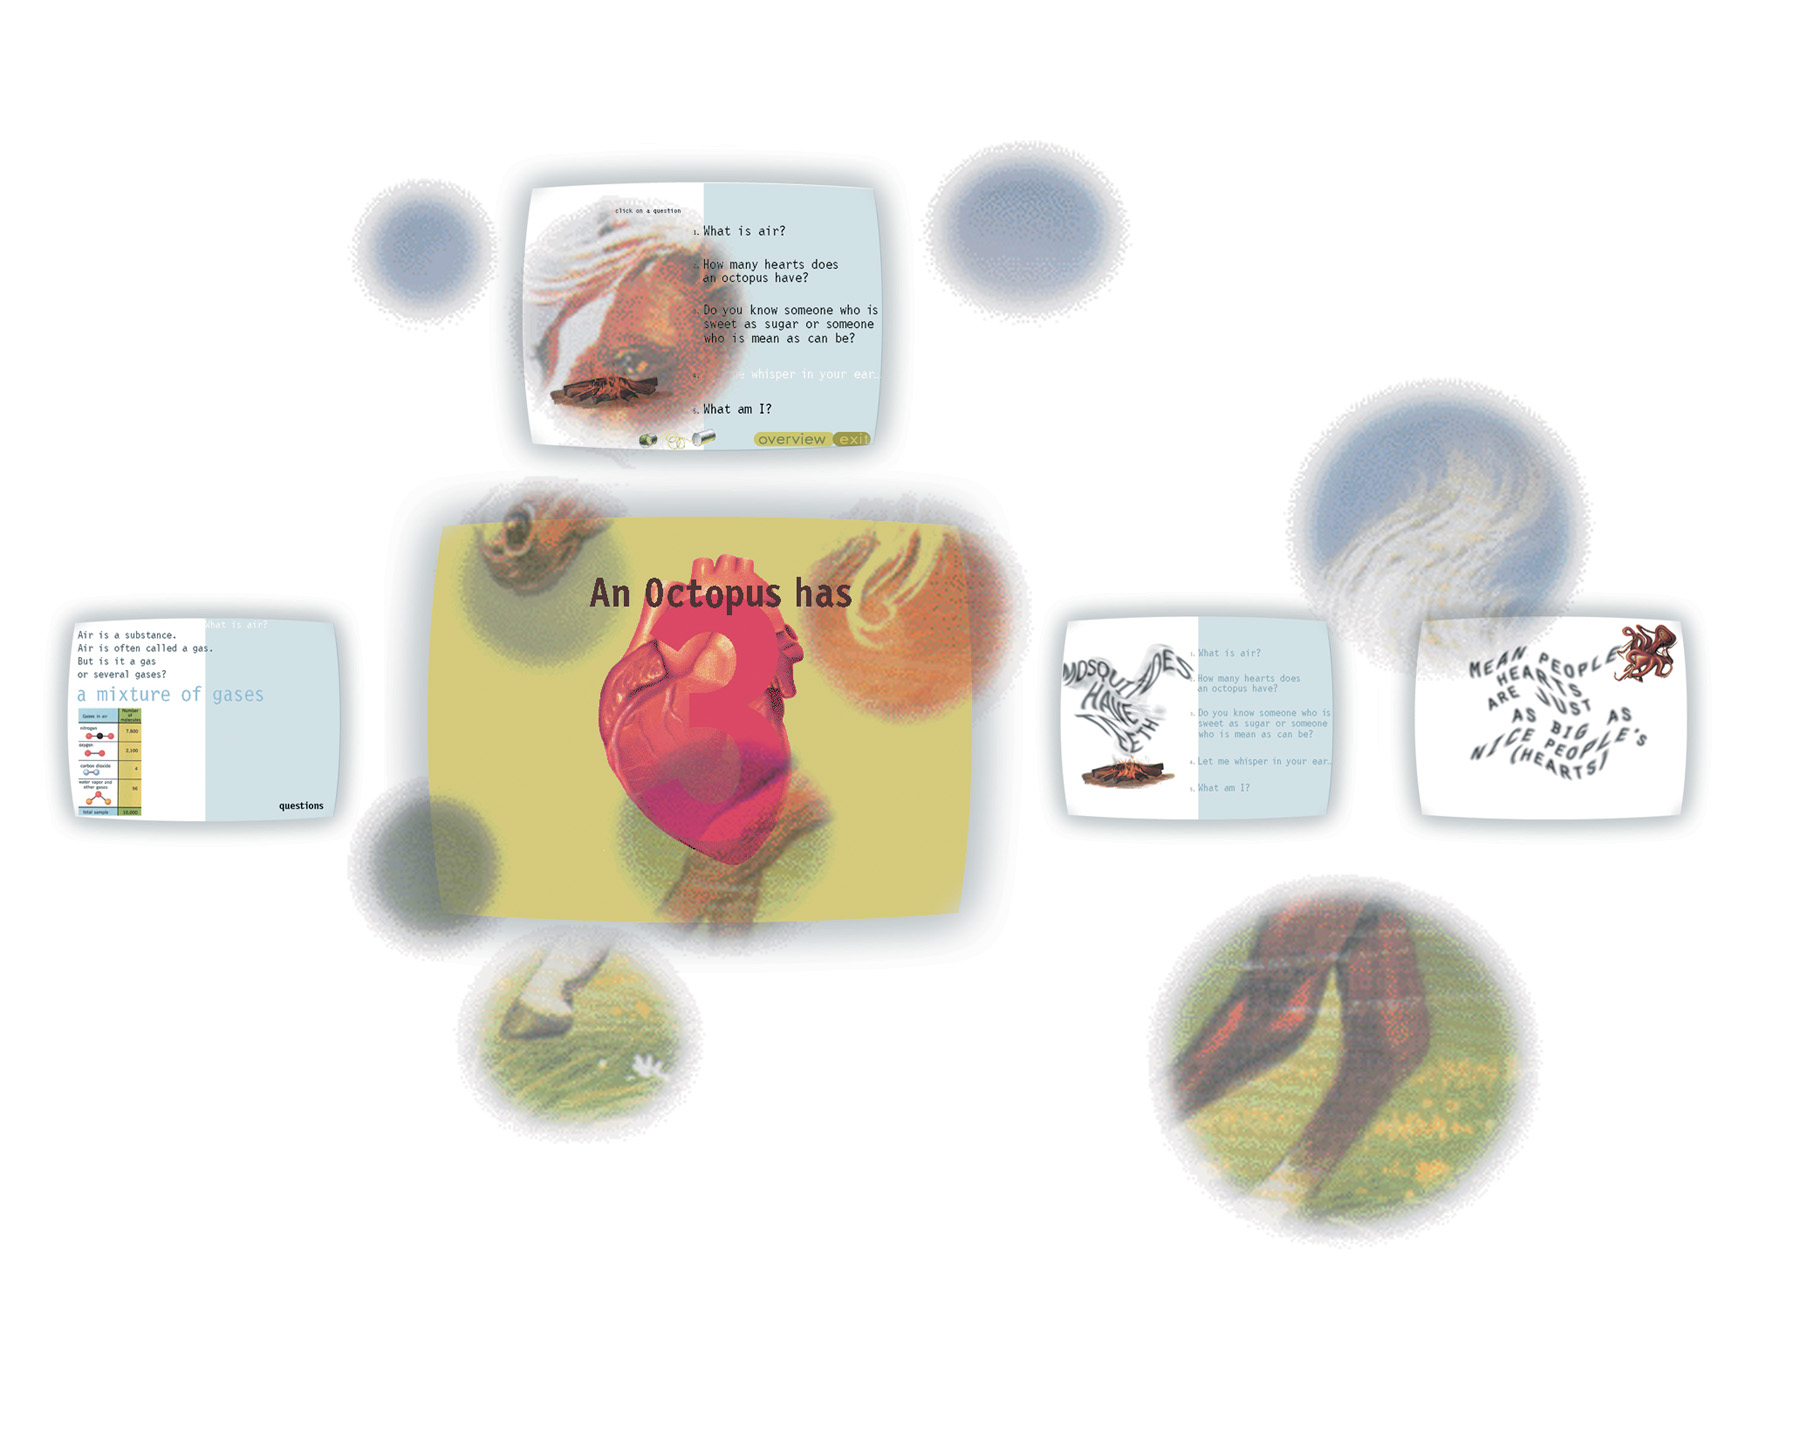 click on a question
1. What is air?
How many hearts does
an octopus have?
Do you know someone who is
sweet as sugar or someone
who is mean as can be?
4. whisper in your ear…
5. What am I?
overview exit
An Octopus has
3
What is air?
Air is a substance.
Air is often called a gas.
But is it a gas
or several gases?
a mixture of gases
Gases in air Number of molecules
nitrogen 7,800
oxygen 2,100
carbon dioxide 4
water vapor and other gases 96
total sample 10,000
questions
MOSQUITOES
HAVE
TEETH
1. What is air?
2. How many hearts does
an octopus have?
3. Do you know someone who is
sweet as sugar or someone
who is mean as can be?
4. Let me whisper in your ear…
5. What am I?
MEAN PEOPLE'S
HEARTS
ARE JUST
AS BIG AS
NICE PEOPLE'S
(HEARTS)